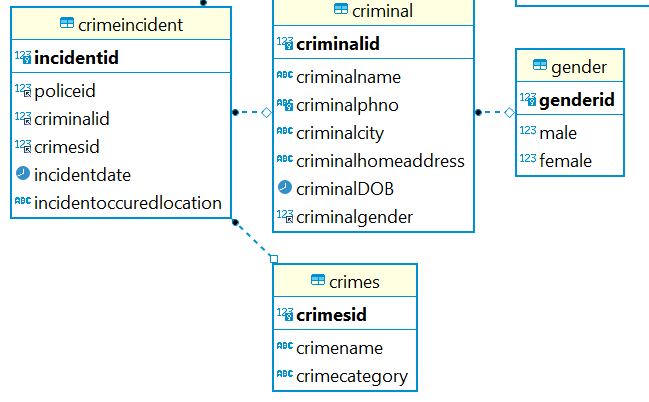 crimeincident
incidentid
policeid
criminalid
crimesid
incidentdate
incidentoccuredlocation
criminal
criminalid
criminalname
criminalphno
criminalcity
criminalhomeaddress
criminalDOB
criminalgender
gender
genderid
male
female
crimes
crimesid
crimename
crimecategory